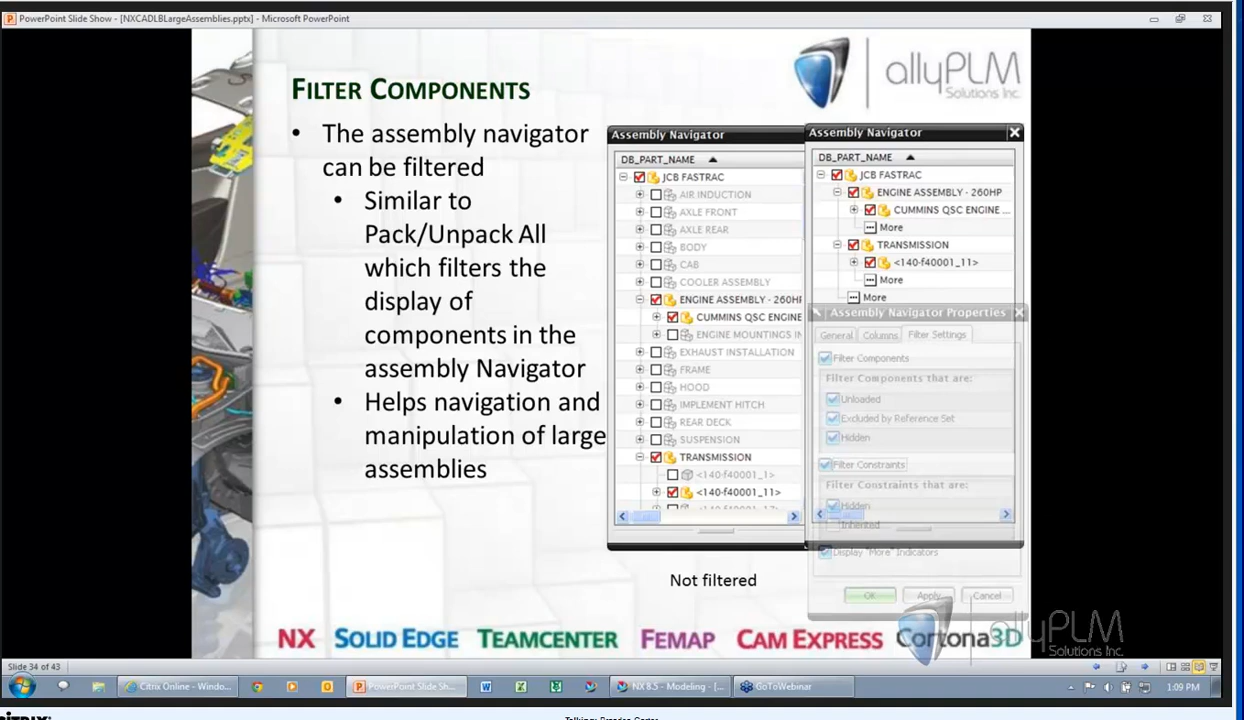 PowerPoint Slide Show - [NXCADLBLargeAssemblies.pptx] - Microsoft PowerPoint
allyPLM
Solutions Inc.
FILTER COMPONENTS
• The assembly navigator
can be filtered
• Similar to
Pack/Unpack All
which filters the
display of
components in the
assembly Navigator
• Helps navigation and
manipulation of large
assemblies
Assembly Navigator
DB_PART_NAME
JCB FASTRAC
AIR INDUCTION
AXLE FRONT
AXLE REAR
BODY
CAB
COOLER ASSEMBLY
ENGINE ASSEMBLY - 260HP
CUMMINS QSC ENGINE
ENGINE MOUNTINGS IN
EXHAUST INSTALLATION
FRAME
HOOD
IMPLEMENT HITCH
REAR DECK
SUSPENSION
TRANSMISSION
<140-f40001_1>
<140-f40001_11>
Not filtered
Assembly Navigator
DB_PART_NAME
JCB FASTRAC
ENGINE ASSEMBLY - 260HP
CUMMINS QSC ENGINE ...
More
TRANSMISSION
<140-f40001_11>
More
More
Assembly Navigator Properties
General Columns Filter Settings
Filter Components
Filter Components that are:
Unloaded
Excluded by Reference Set
Hidden
Filter Constraints
Filter Constraints that are:
Hidden
Inherited
Display "More" Indicators
OK Apply Cancel
NX SOLID EDGE TEAMCENTER FEMAP CAM EXPRESS Cortona3D
allyPLM
Solutions Inc.
Slide 34 of 43
Citrix Online - Windo... PowerPoint Slide Sh... NX 8.5 - Modeling - [... GoToWebinar 1:09 PM